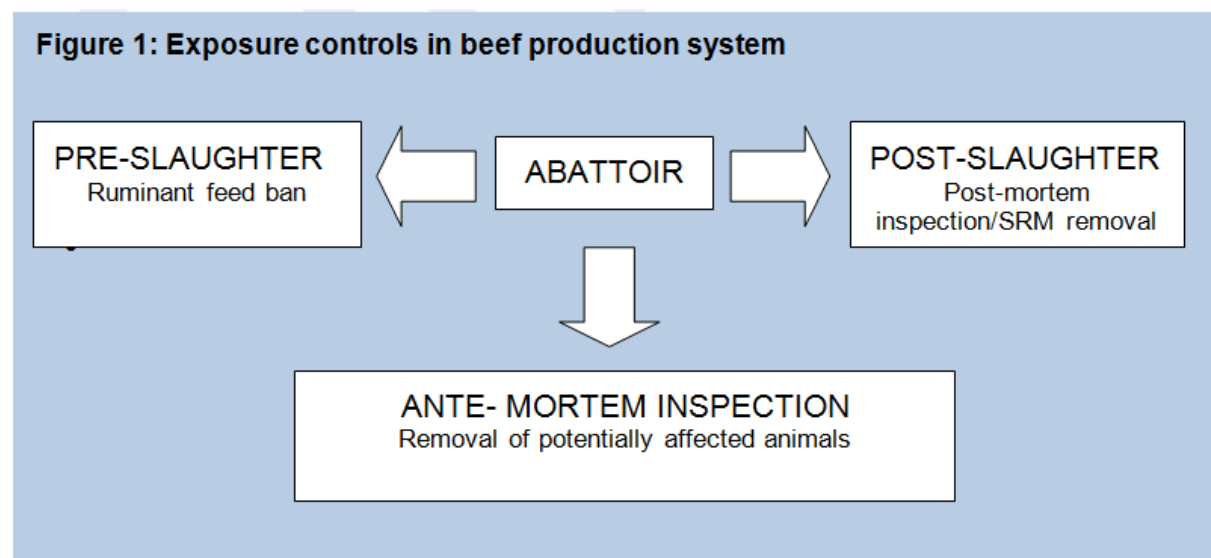 Figure 1: Exposure controls in beef production system
PRE-SLAUGHTER
Ruminant feed ban
ABATTOIR
POST-SLAUGHTER
Post-mortem
inspection/SRM removal
ANTE- MORTEM INSPECTION
Removal of potentially affected animals